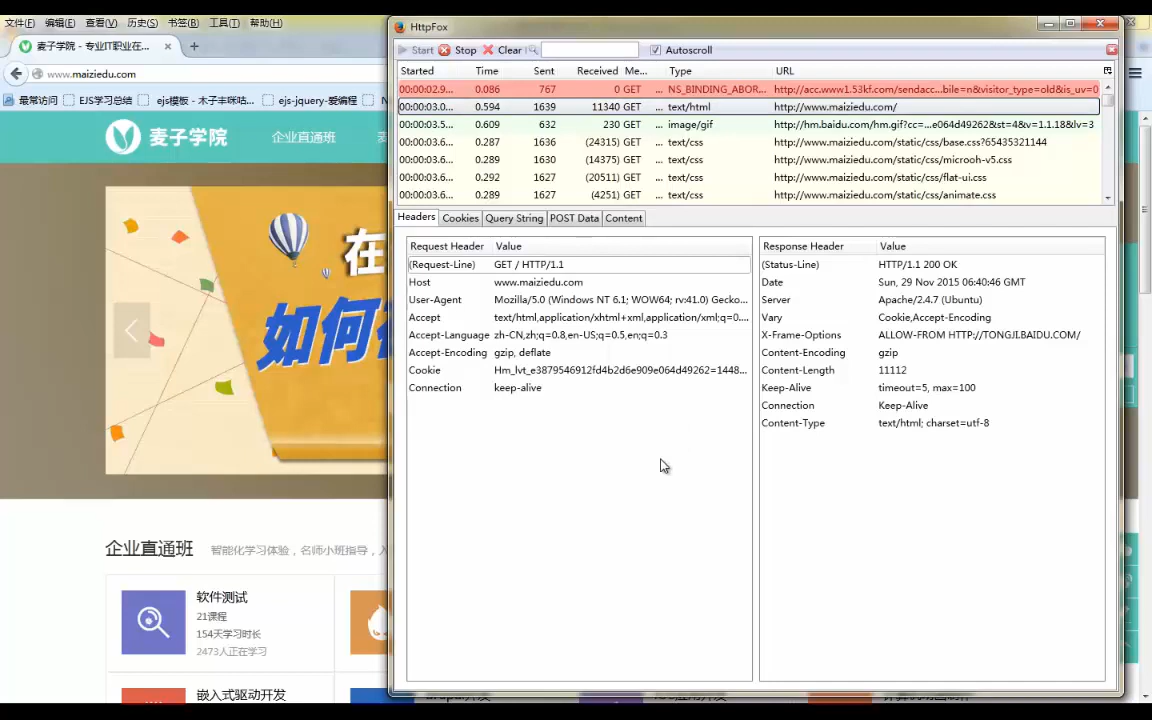 文件(F) 编辑(E) 查看(V) 历史(S) 书签(B) 工具(T) 帮助(H)
麦子学院 - 专业IT职业在...
www.maiziedu.com
最常访问 EJS学习总结 ejs模板 - 木子丰咪咕... ejs-jquery-爱编程
麦子学院 企业直通班
在
如何
企业直通班 智能化学习体验，名师小班指导，入
软件测试
21课程
154天学习时长
2473人正在学习
嵌入式驱动开发
HttpFox
Start Stop Clear Autoscroll
Started Time Sent Received Me... Type URL
00:00:02.9... 0.086 767 0 GET NS_BINDING_ABOR... http://acc.www1.53kf.com/sendacc...bile=n&visitor_type=old&is_uv=0
00:00:03.0... 0.594 1639 11340 GET ... text/html http://www.maiziedu.com/
00:00:03.5... 0.609 632 230 GET ... image/gif http://hm.baidu.com/hm.gif?cc=...e064d49262&st=4&v=1.1.18&lv=3
00:00:03.6... 0.287 1636 (24315) GET ... text/css http://www.maiziedu.com/static/css/base.css?65435321144
00:00:03.6... 0.289 1630 (14375) GET ... text/css http://www.maiziedu.com/static/css/microoh-v5.css
00:00:03.6... 0.292 1627 (20511) GET ... text/css http://www.maiziedu.com/static/css/flat-ui.css
00:00:03.6... 0.289 1627 (4251) GET ... text/css http://www.maiziedu.com/static/css/animate.css
Headers Cookies Query String POST Data Content
Request Header Value
(Request-Line) GET / HTTP/1.1
Host www.maiziedu.com
User-Agent Mozilla/5.0 (Windows NT 6.1; WOW64; rv:41.0) Gecko...
Accept text/html,application/xhtml+xml,application/xml;q=0....
Accept-Language zh-CN,zh;q=0.8,en-US;q=0.5,en;q=0.3
Accept-Encoding gzip, deflate
Cookie Hm_lvt_e3879546912fd4b2d6e909e064d49262=1448...
Connection keep-alive
Response Header Value
(Status-Line) HTTP/1.1 200 OK
Date Sun, 29 Nov 2015 06:40:46 GMT
Server Apache/2.4.7 (Ubuntu)
Vary Cookie,Accept-Encoding
X-Frame-Options ALLOW-FROM HTTP://TONGJI.BAIDU.COM/
Content-Encoding gzip
Content-Length 11112
Keep-Alive timeout=5, max=100
Connection Keep-Alive
Content-Type text/html; charset=utf-8